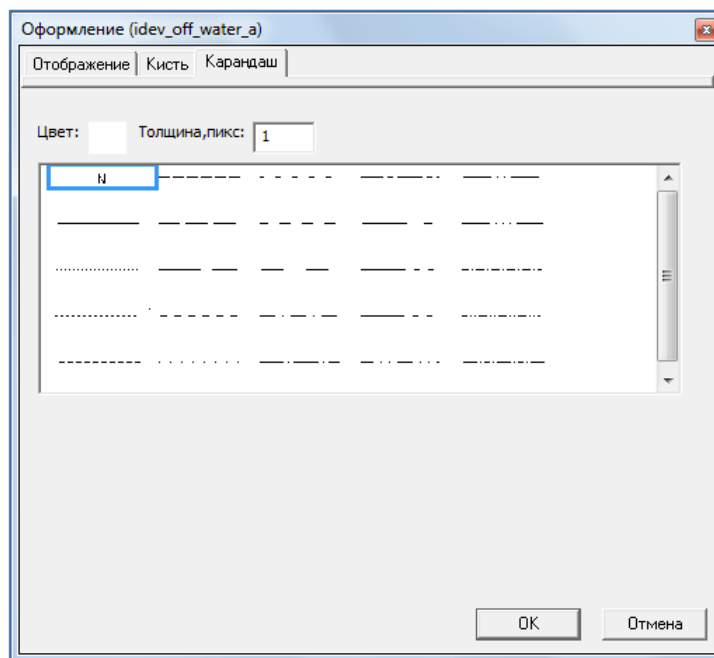 Оформление (idev_off_water_a)
Отображение Кисть Карандаш
Цвет: Толщина,пикс: 1
N
OK Отмена